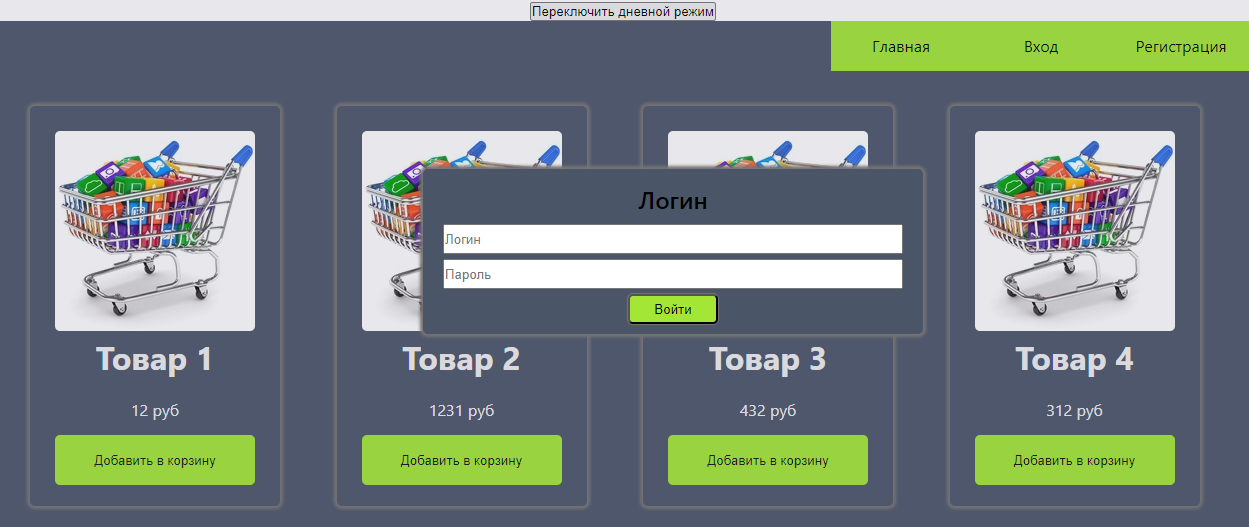 Переключить дневной режим
Главная Вход Регистрация
Логин
Логин
Пароль
Войти
Товар 1 Товар 2 Товар 3 Товар 4
12 руб 1231 руб 432 руб 312 руб
Добавить в корзину Добавить в корзину Добавить в корзину Добавить в корзину